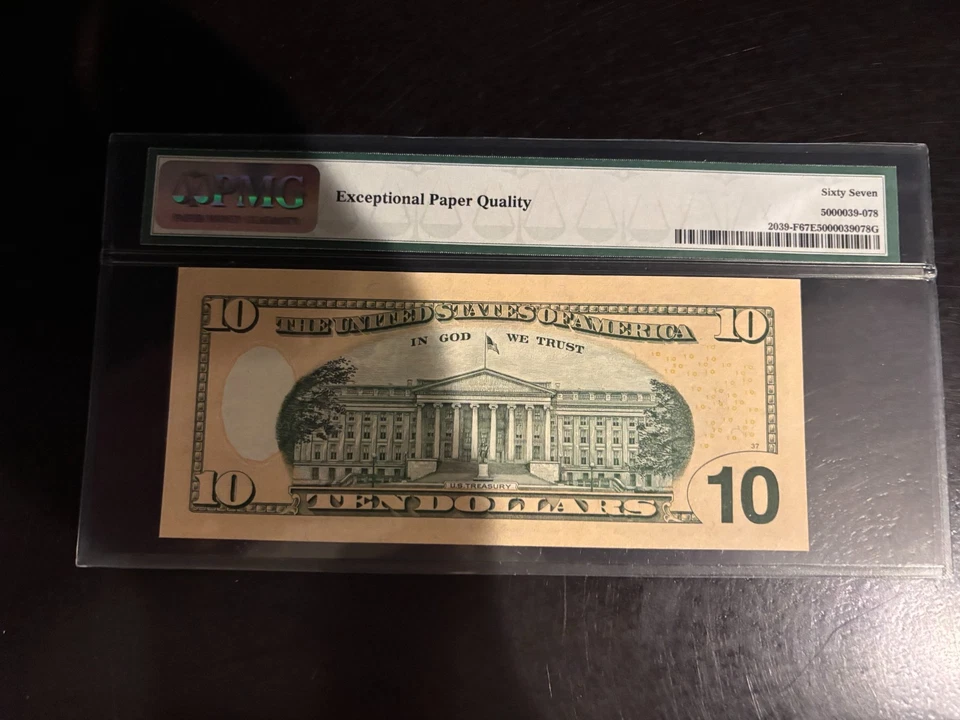 PMG
Exceptional Paper Quality
Sixty Seven
5000039-078
2039-F67E5000039078G
10 THE UNITED STATES OF AMERICA 10
IN GOD WE TRUST
37
U.S. TREASURY
10 TEN DOLLARS 10